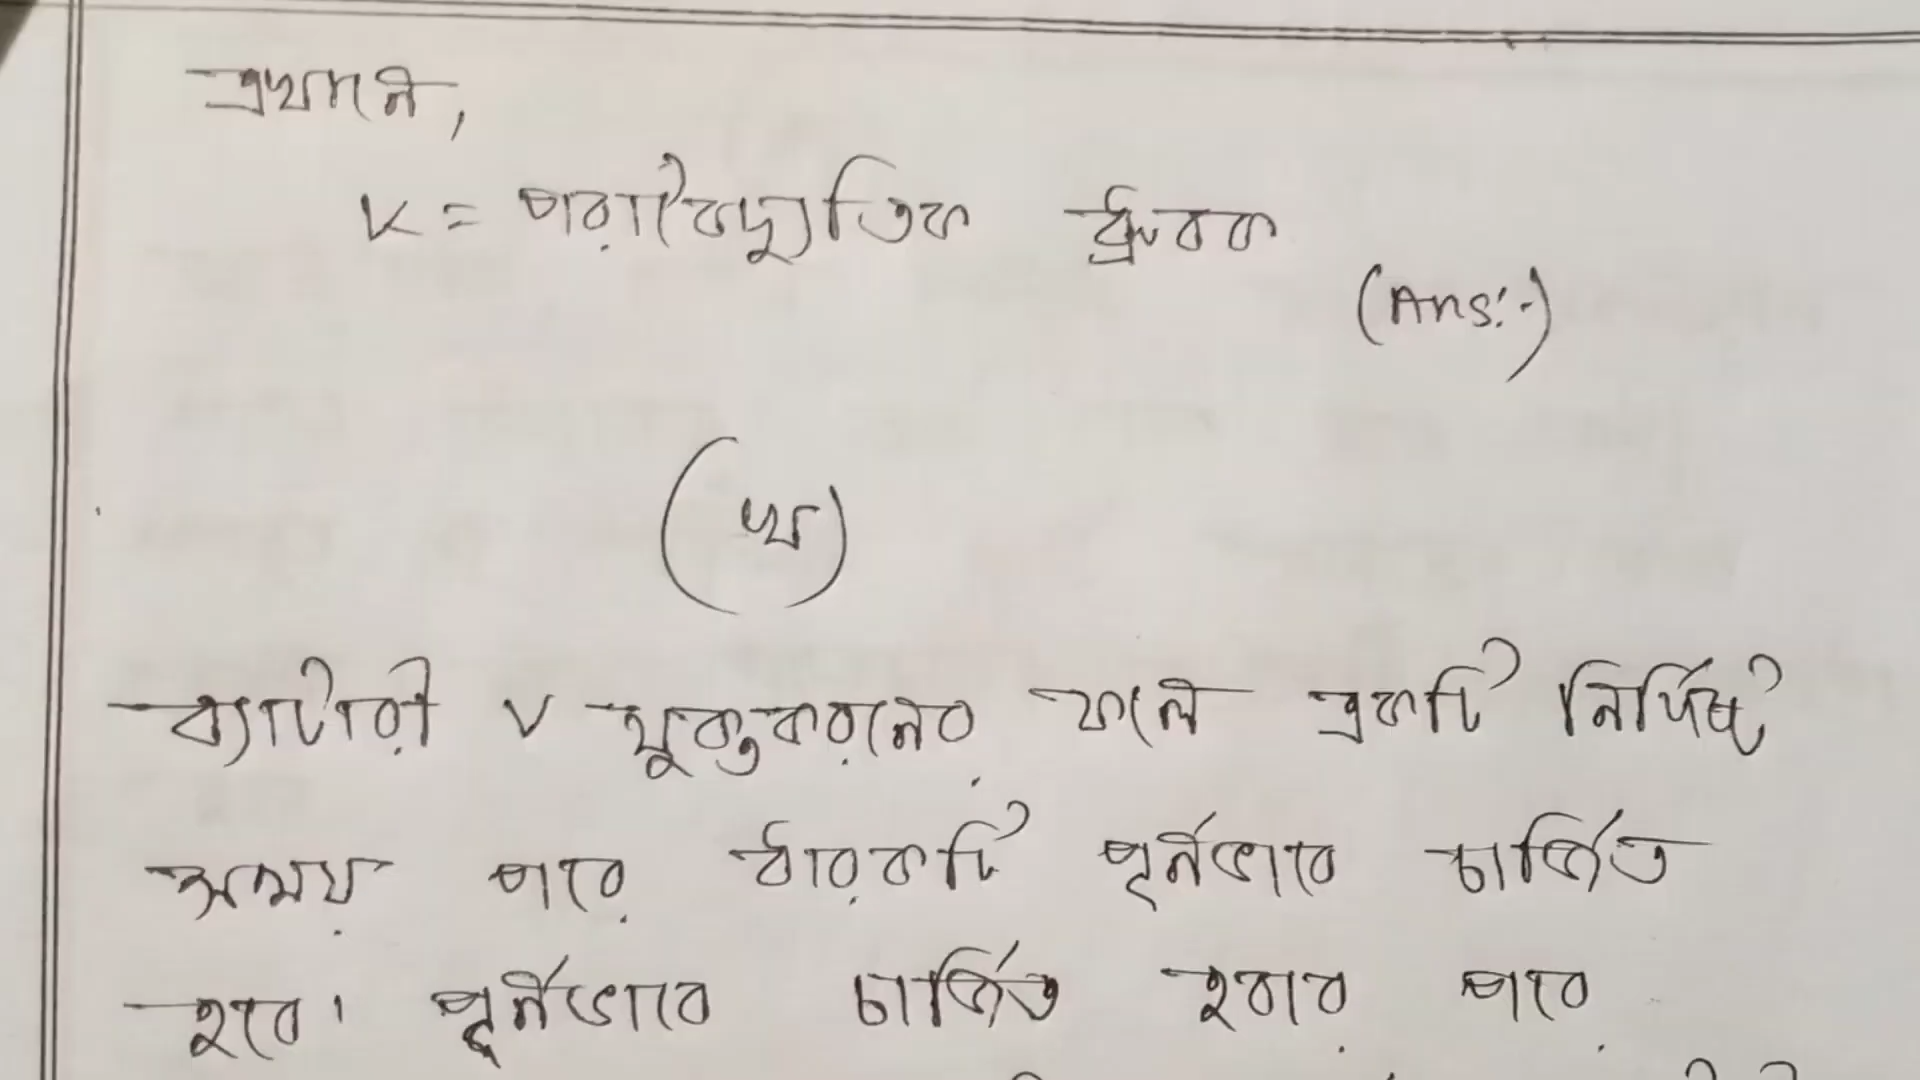 এখানে,
K = পরাবৈদ্যুতিক ধ্রুবক
(Ans:-)
(খ)
ব্যাটারী V যুক্তকরনের ফলে একটি নির্দিষ্ট
সময় পরে ধারকটি পূর্নভাবে চার্জিত
হবে। পূর্নভাবে চার্জিত হবার পরে